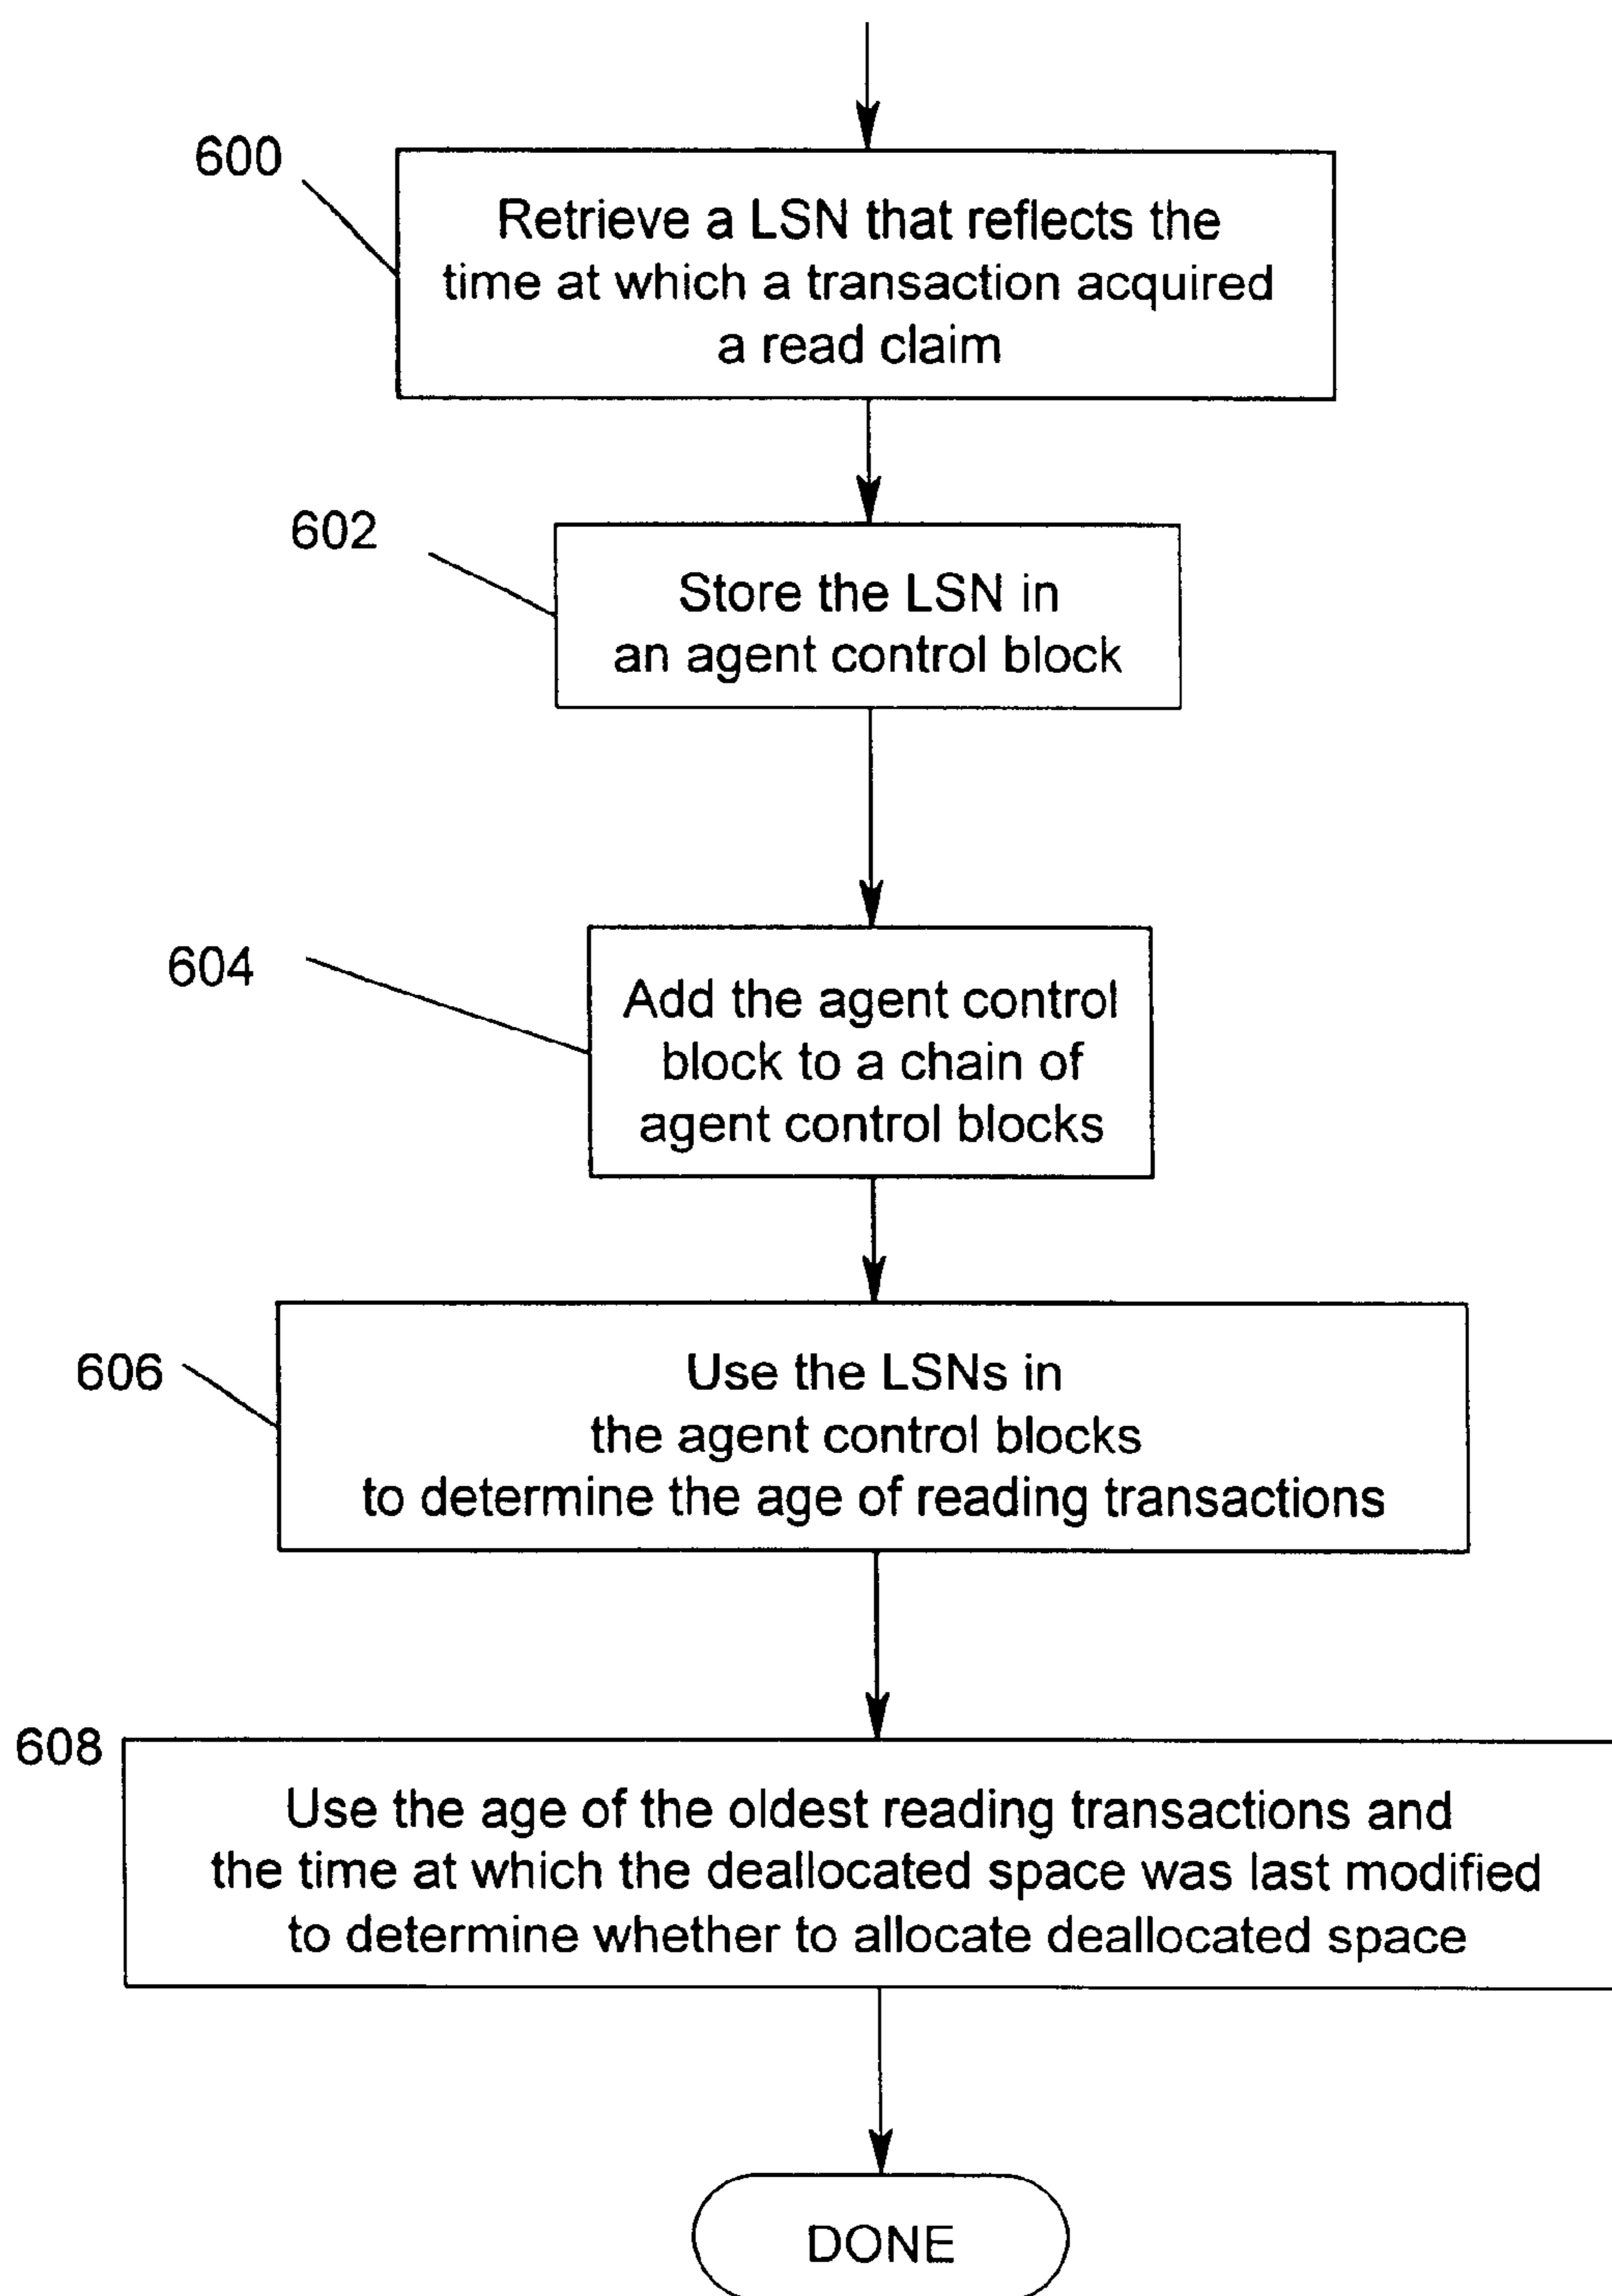 600
Retrieve a LSN that reflects the
time at which a transaction acquired
a read claim
602
Store the LSN in
an agent control block
604
Add the agent control
block to a chain of
agent control blocks
606
Use the LSNs in
the agent control blocks
to determine the age of reading transactions
608
Use the age of the oldest reading transactions and
the time at which the deallocated space was last modified
to determine whether to allocate deallocated space
DONE